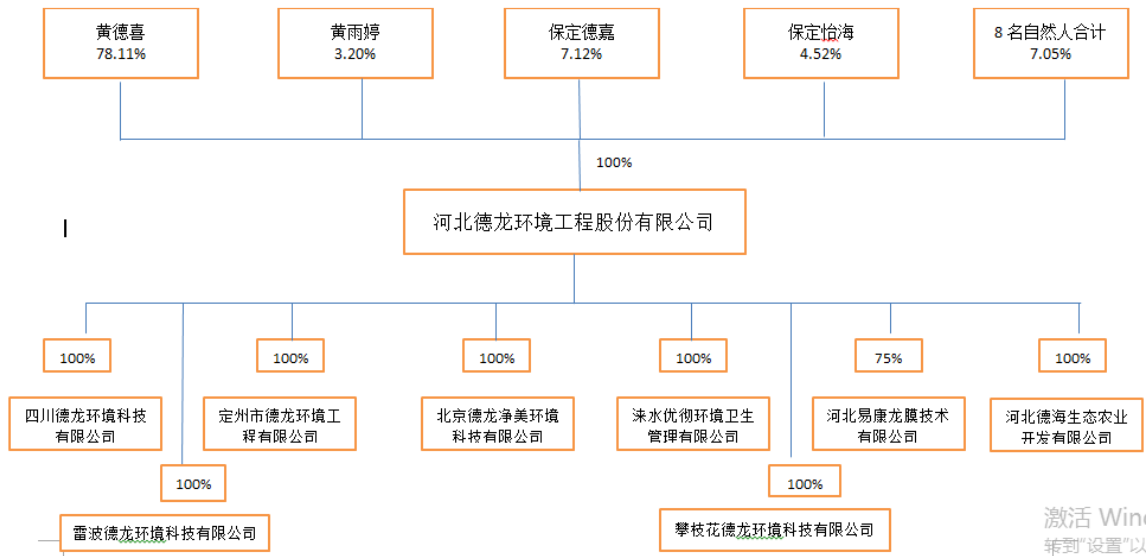 黄德喜
78.11%
黄雨婷
3.20%
保定德嘉
7.12%
保定怡海
4.52%
8 名自然人合计
7.05%
100%
河北德龙环境工程股份有限公司
100%
100%
100%
100%
75%
100%
四川德龙环境科技
有限公司
定州市德龙环境工
程有限公司
北京德龙净美环境
科技有限公司
涞水优彻环境卫生
管理有限公司
河北易康龙膜技术
有限公司
河北德海生态农业
开发有限公司
100%
100%
雷波德龙环境科技有限公司
攀枝花德龙环境科技有限公司
激活 Win
转到"设置"以